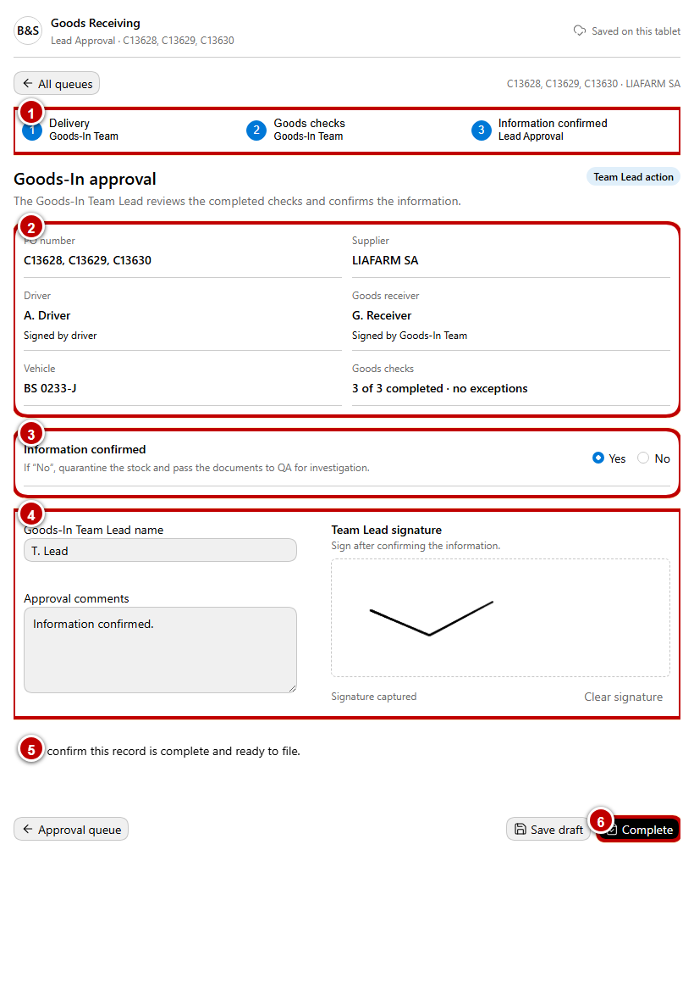 B&S
Goods Receiving
Lead Approval · C13628, C13629, C13630
Saved on this tablet
← All queues
C13628, C13629, C13630 · LIAFARM SA
1
1
Delivery
Goods-In Team
2
Goods checks
Goods-In Team
3
Information confirmed
Lead Approval
Goods-In approval
Team Lead action
The Goods-In Team Lead reviews the completed checks and confirms the information.
2
PO number
C13628, C13629, C13630
Supplier
LIAFARM SA
Driver
A. Driver
Signed by driver
Goods receiver
G. Receiver
Signed by Goods-In Team
Vehicle
BS 0233-J
Goods checks
3 of 3 completed · no exceptions
3
Information confirmed
If “No”, quarantine the stock and pass the documents to QA for investigation.
Yes
No
4
Goods-In Team Lead name
T. Lead
Approval comments
Information confirmed.
Team Lead signature
Sign after confirming the information.
Signature captured
Clear signature
5
confirm this record is complete and ready to file.
← Approval queue
Save draft
6
Complete